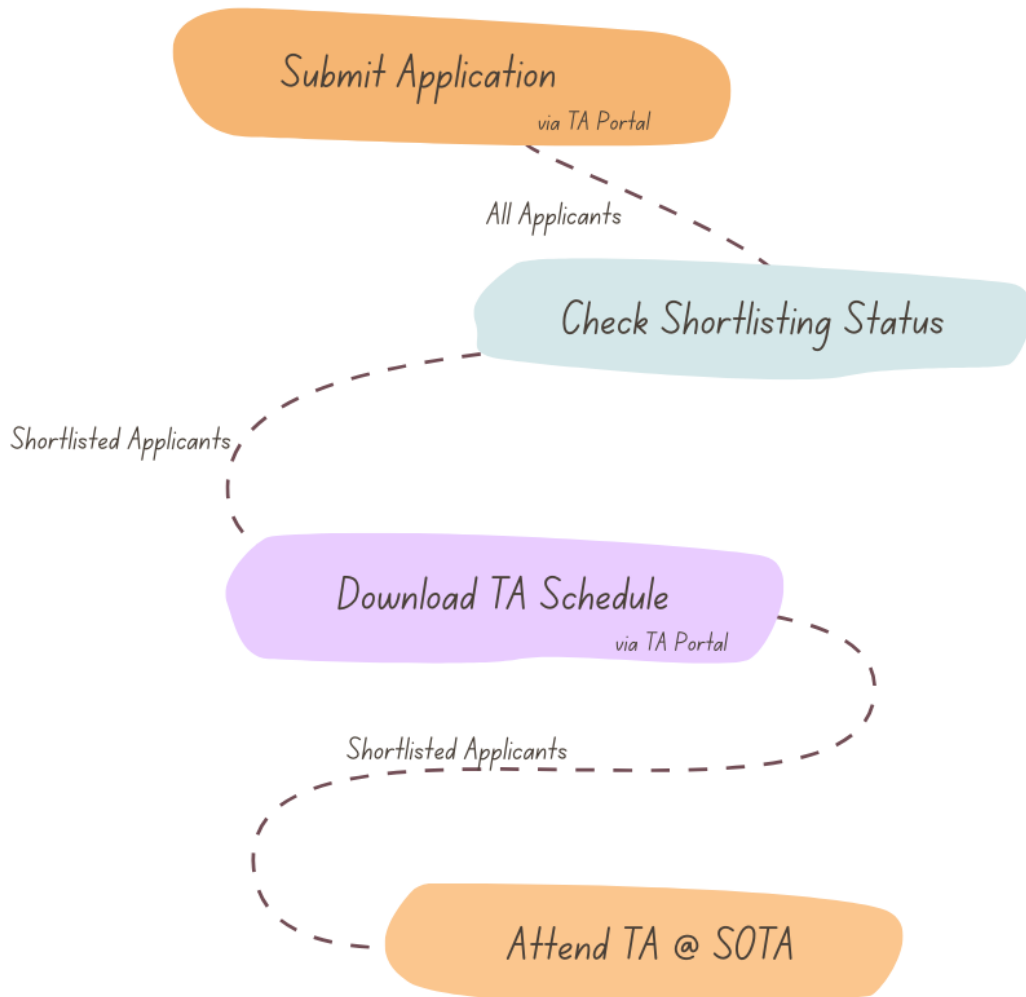 Submit Application
via TA Portal
All Applicants
Check Shortlisting Status
Shortlisted Applicants
Download TA Schedule
via TA Portal
Shortlisted Applicants
Attend TA @ SOTA